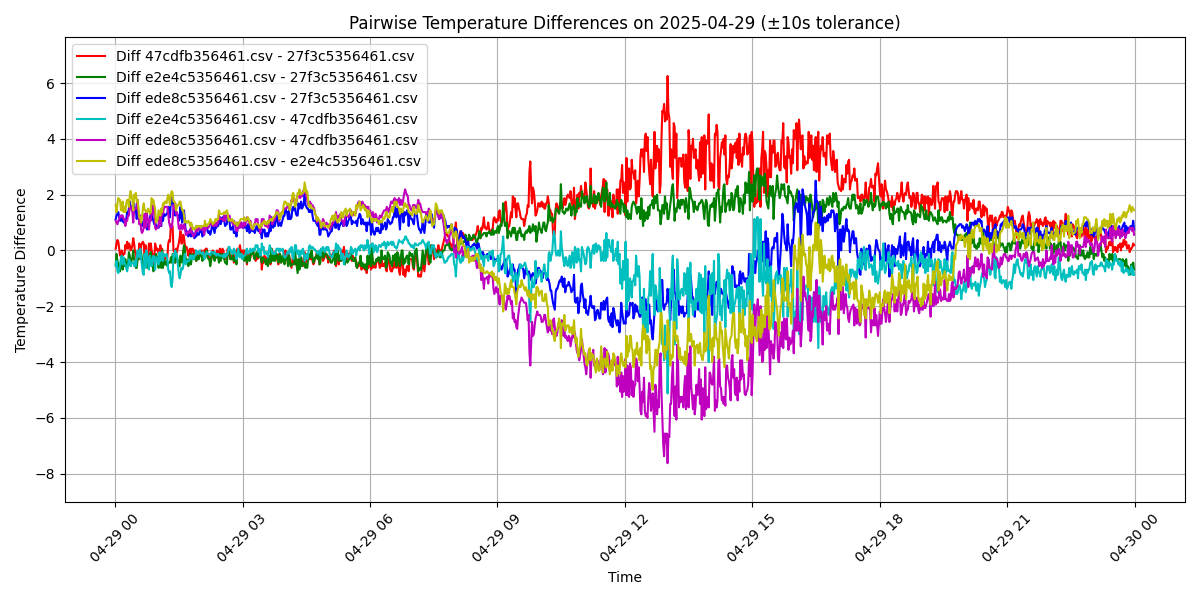 Pairwise Temperature Differences on 2025-04-29 (±10s tolerance)
Diff 47cdfb356461.csv - 27f3c5356461.csv
Diff e2e4c5356461.csv - 27f3c5356461.csv
Diff ede8c5356461.csv - 27f3c5356461.csv
Diff e2e4c5356461.csv - 47cdfb356461.csv
Diff ede8c5356461.csv - 47cdfb356461.csv
Diff ede8c5356461.csv - e2e4c5356461.csv
Temperature Difference
6
4
2
0
−2
−4
−6
−8
04-29 00
04-29 03
04-29 06
04-29 09
04-29 12
04-29 15
04-29 18
04-29 21
04-30 00
Time